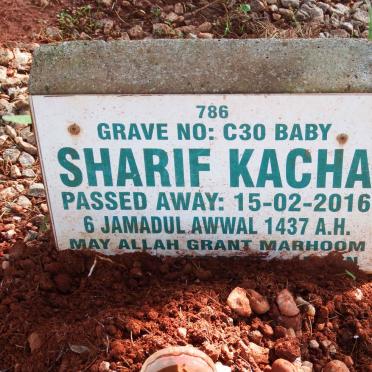 786
GRAVE NO: C30 BABY
SHARIF KACHA
PASSED AWAY: 15-02-2016
6 JAMADUL AWWAL 1437 A.H.
MAY ALLAH GRANT MARHOOM